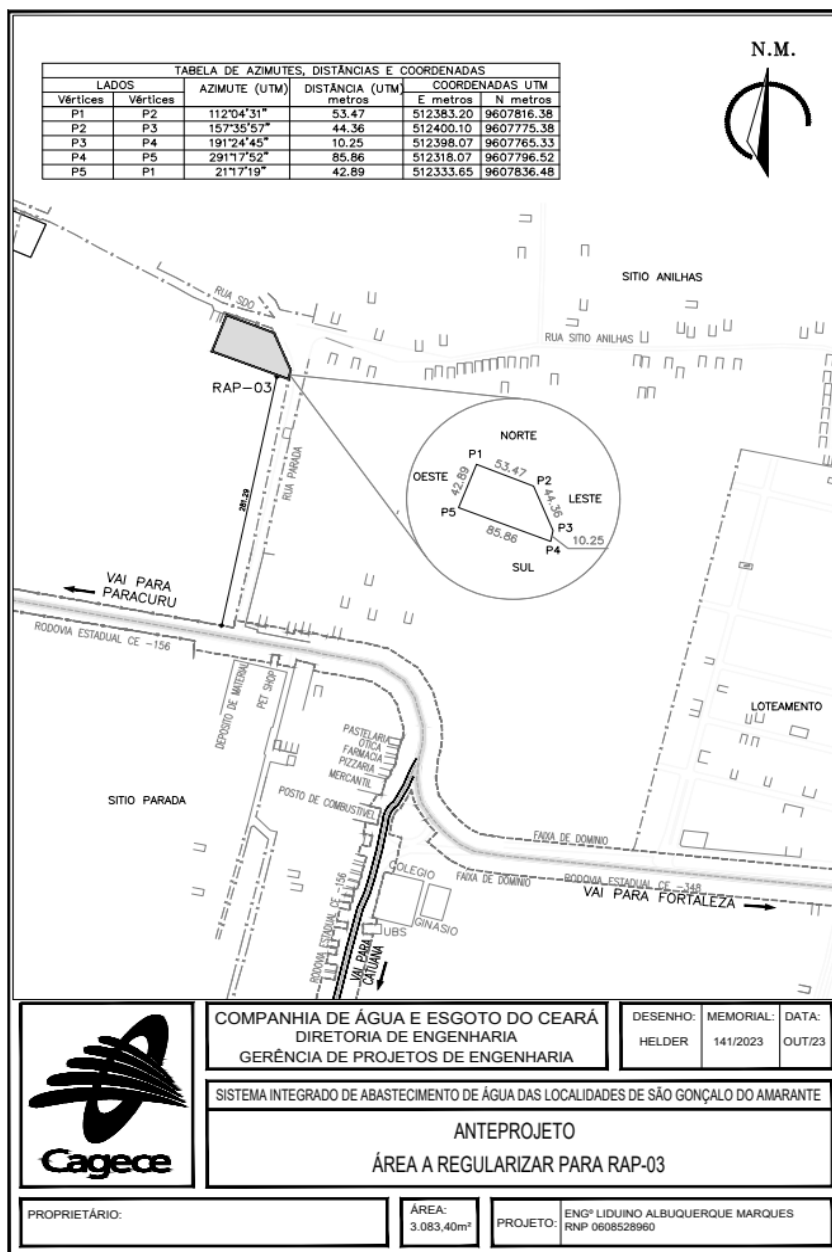 N.M.
TABELA DE AZIMUTES, DISTÂNCIAS E COORDENADAS
LADOS AZIMUTE (UTM) DISTÂNCIA (UTM) metros COORDENADAS UTM
Vértices Vértices E metros N metros
P1 P2 112°04'31" 53.47 512383.20 9607816.38
P2 P3 157°35'57" 44.36 512400.10 9607775.38
P3 P4 191°24'45" 10.25 512398.07 9607765.33
P4 P5 291°17'52" 85.86 512318.07 9607796.52
P5 P1 21°17'19" 42.89 512333.65 9607836.48
SITIO ANILHAS
RUA SDO
RUA SITIO ANILHAS
RAP-03
RUA PARADA
281.29
NORTE
P1
53.47
OESTE
42.89
P2
44.36
LESTE
P5
P3
85.86
P4
10.25
SUL
VAI PARA
PARACURU
RODOVIA ESTADUAL CE -156
DEPOSITO DE MATERIAL
PET SHOP
LOTEAMENTO
PASTELARIA
OTICA
FARMACIA
PIZZARIA
MERCANTIL
POSTO DE COMBUSTIVEL
SITIO PARADA
FAIXA DE DOMINIO
COLEGIO
FAIXA DE DOMINIO
RODOVIA ESTADUAL CE -348
VAI PARA FORTALEZA
GINASIO
UBS
RODOVIA ESTADUAL CE -156
VAI PARA
CATUANA
Cagece
COMPANHIA DE ÁGUA E ESGOTO DO CEARÁ
DIRETORIA DE ENGENHARIA
GERÊNCIA DE PROJETOS DE ENGENHARIA
DESENHO: MEMORIAL: DATA:
HELDER 141/2023 OUT/23
SISTEMA INTEGRADO DE ABASTECIMENTO DE ÁGUA DAS LOCALIDADES DE SÃO GONÇALO DO AMARANTE
ANTEPROJETO
ÁREA A REGULARIZAR PARA RAP-03
PROPRIETÁRIO:
ÁREA:
3.083,40m²
PROJETO:
ENGº LIDUINO ALBUQUERQUE MARQUES
RNP 0608528960